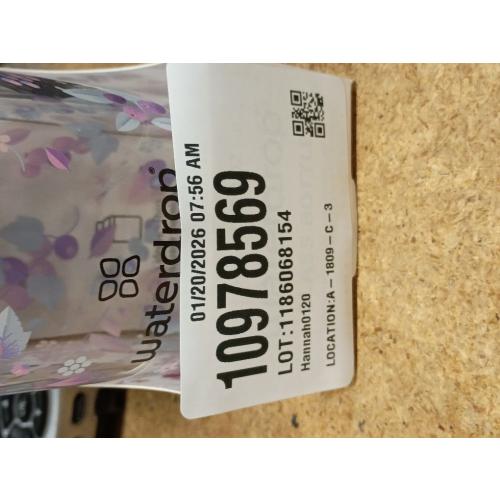 waterdrop®
01/20/2026 07:56 AM
10978569
LOT:1186068154
Hannah0120
LOCATION:A-1809-C-3